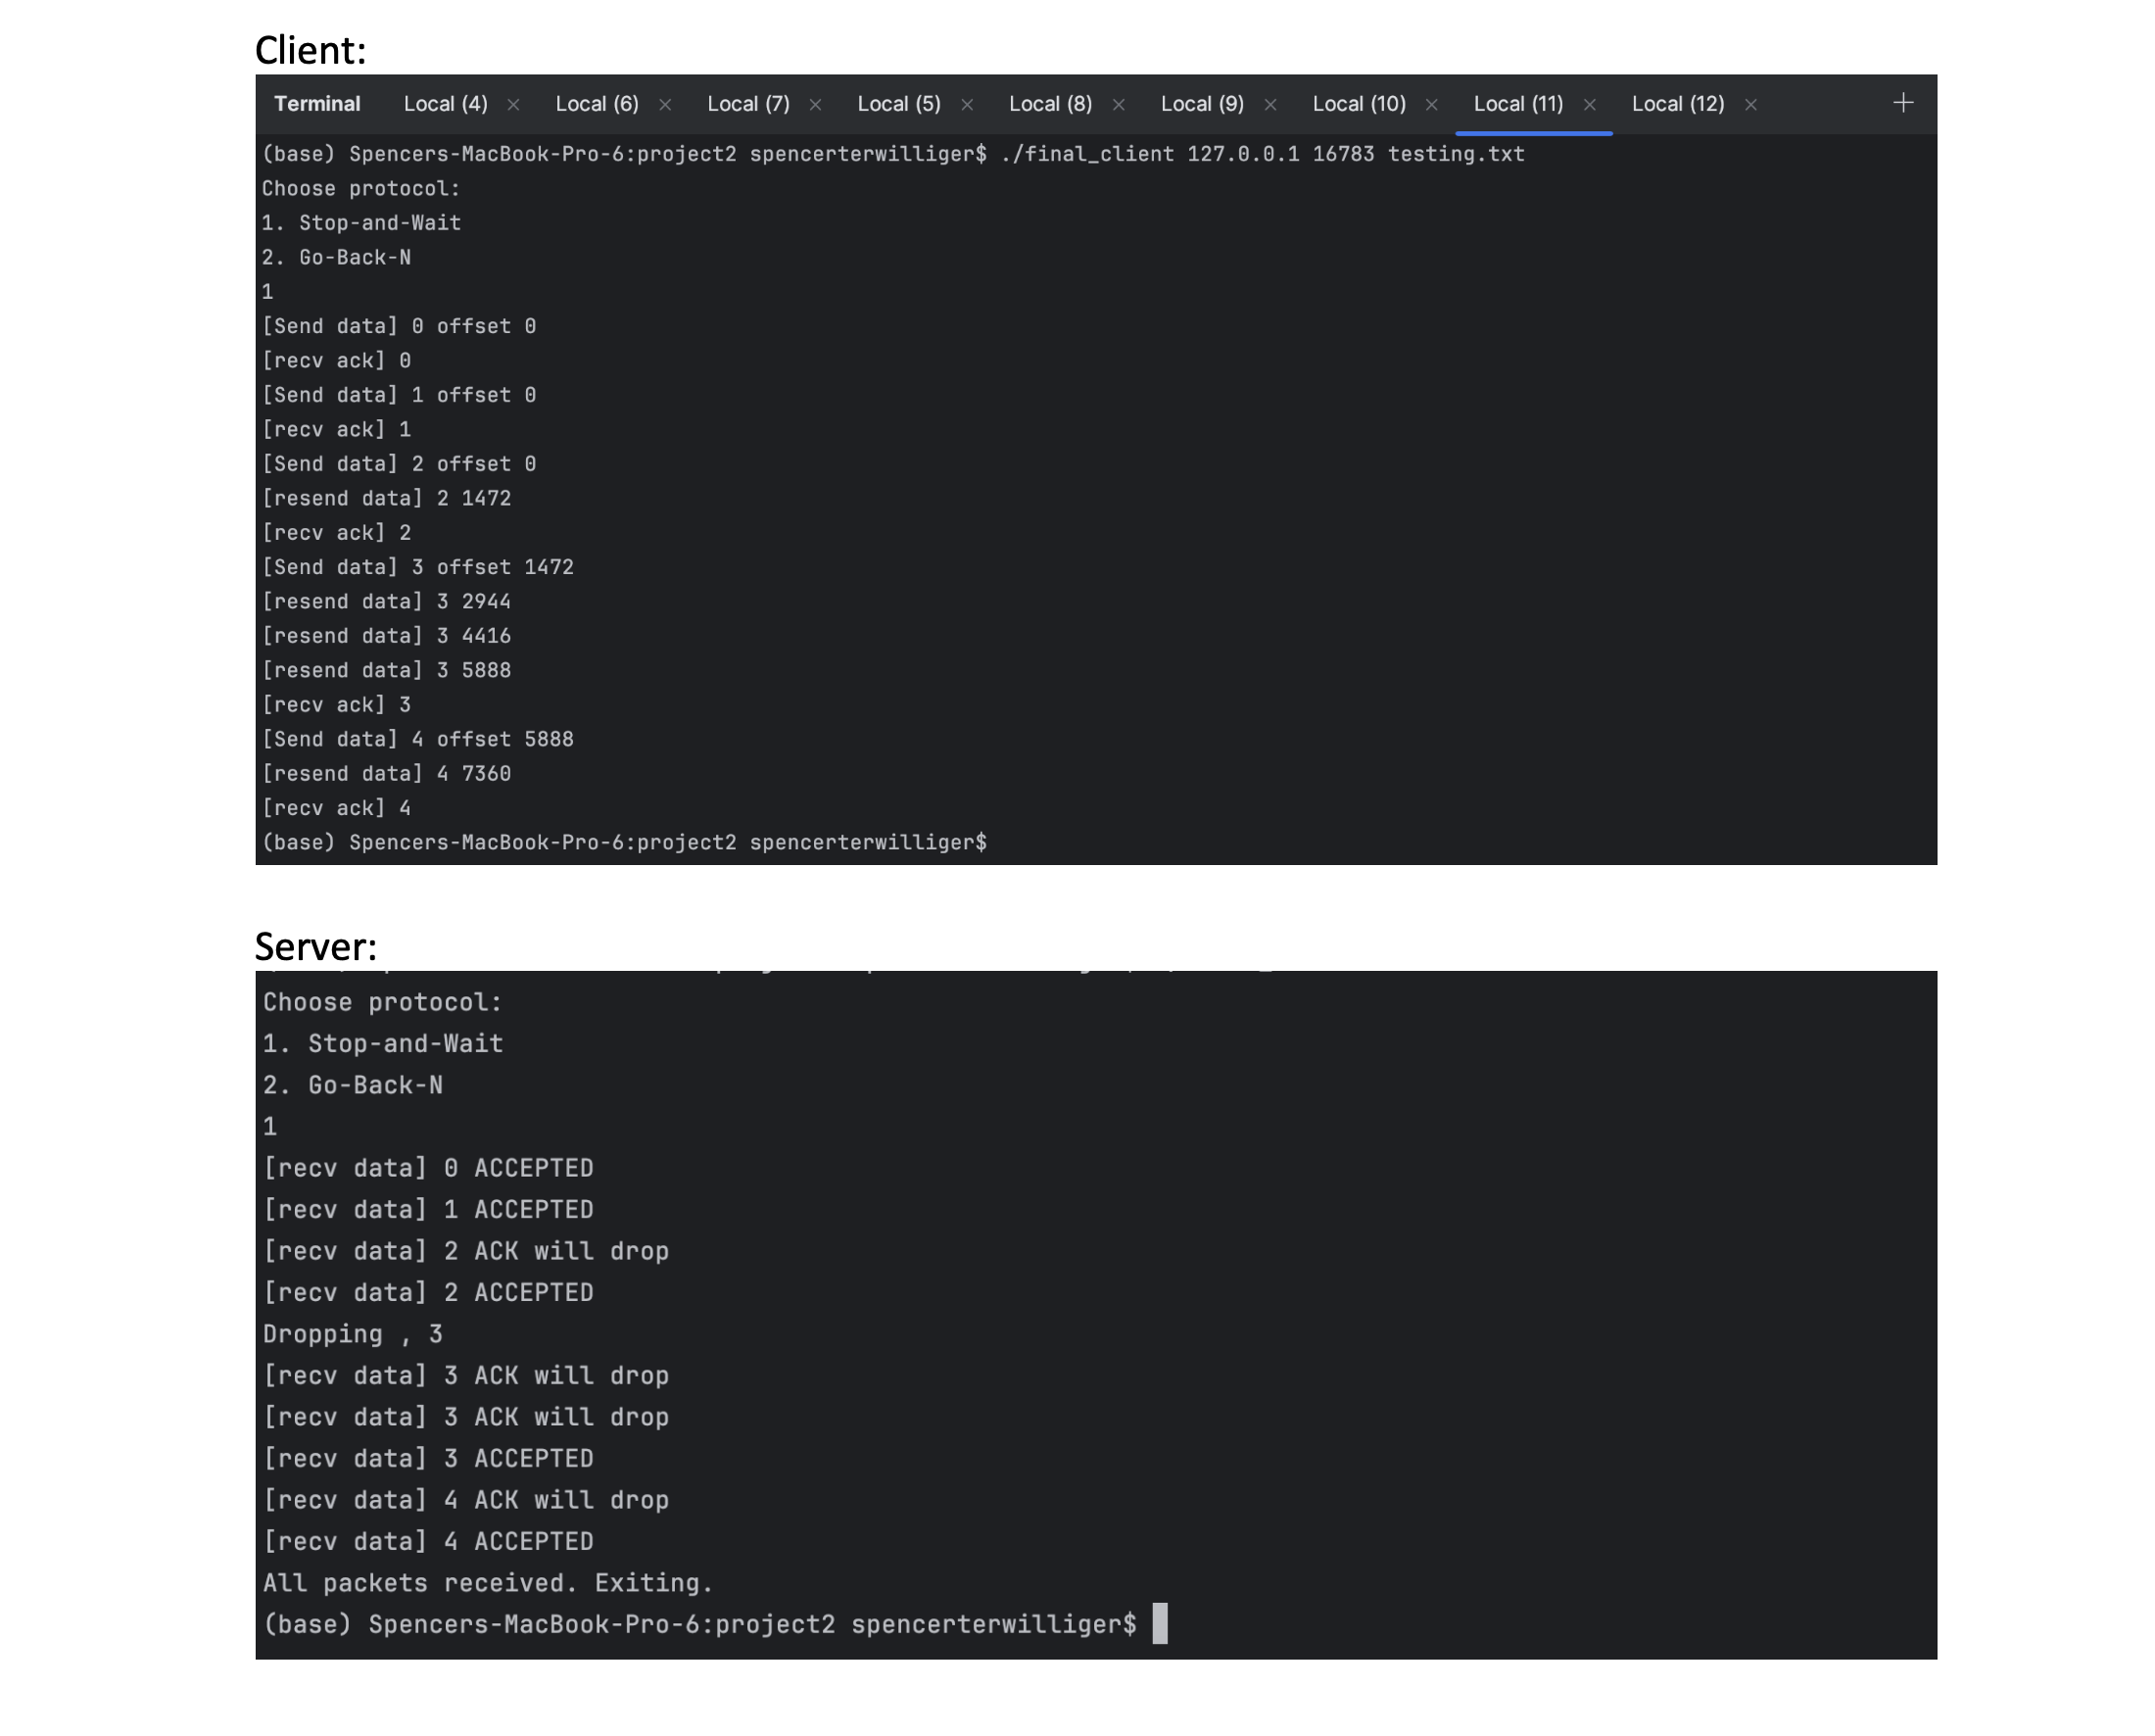 Client:
Terminal Local (4) × Local (6) × Local (7) × Local (5) × Local (8) × Local (9) × Local (10) × Local (11) × Local (12) × +
(base) Spencers-MacBook-Pro-6:project2 spencerterwilliger$ ./final_client 127.0.0.1 16783 testing.txt
Choose protocol:
1. Stop-and-Wait
2. Go-Back-N
1
[Send data] 0 offset 0
[recv ack] 0
[Send data] 1 offset 0
[recv ack] 1
[Send data] 2 offset 0
[resend data] 2 1472
[recv ack] 2
[Send data] 3 offset 1472
[resend data] 3 2944
[resend data] 3 4416
[resend data] 3 5888
[recv ack] 3
[Send data] 4 offset 5888
[resend data] 4 7360
[recv ack] 4
(base) Spencers-MacBook-Pro-6:project2 spencerterwilliger$
Server:
Choose protocol:
1. Stop-and-Wait
2. Go-Back-N
1
[recv data] 0 ACCEPTED
[recv data] 1 ACCEPTED
[recv data] 2 ACK will drop
[recv data] 2 ACCEPTED
Dropping , 3
[recv data] 3 ACK will drop
[recv data] 3 ACK will drop
[recv data] 3 ACCEPTED
[recv data] 4 ACK will drop
[recv data] 4 ACCEPTED
All packets received. Exiting.
(base) Spencers-MacBook-Pro-6:project2 spencerterwilliger$